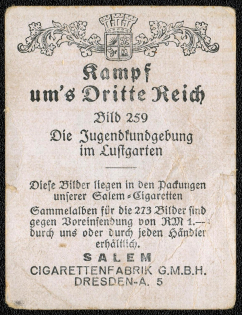 Kampf
um's Dritte Reich
Bild 259
Die Jugendkundgebung
im Lustgarten
Diese Bilder liegen in den Packungen
unserer Salem-Cigaretten
Sammelalben für die 273 Bilder sind
gegen Voreinsendung von RM 1.—
durch uns oder durch jeden Händler
erhältlich.
SALEM
CIGARETTENFABRIK G.M.B.H.
DRESDEN-A. 5